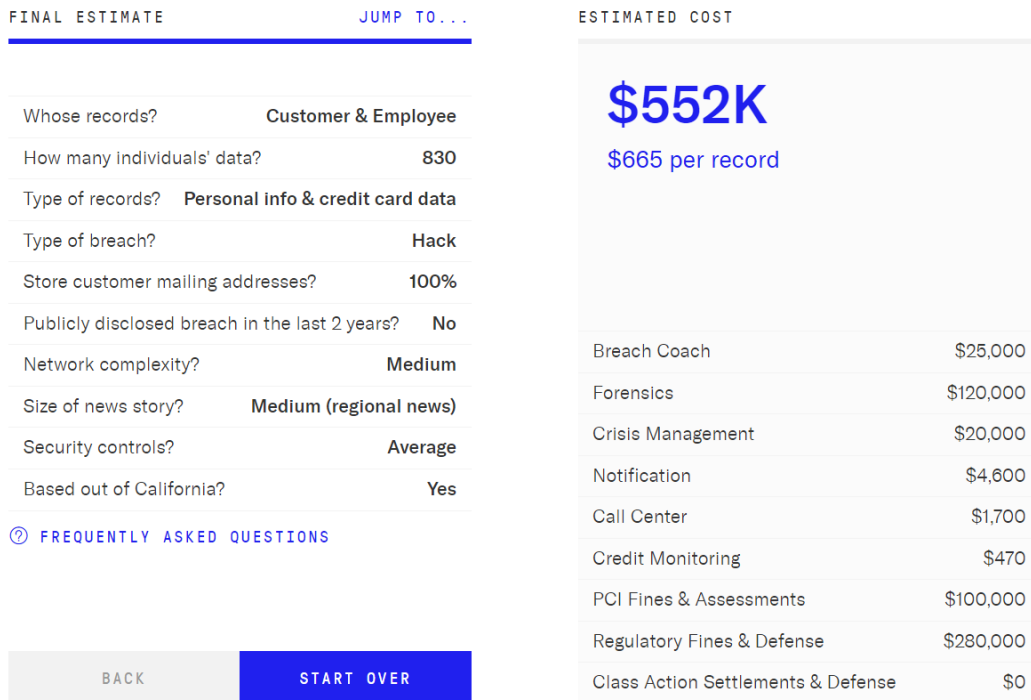 FINAL ESTIMATE JUMP TO...
Whose records? Customer & Employee
How many individuals' data? 830
Type of records? Personal info & credit card data
Type of breach? Hack
Store customer mailing addresses? 100%
Publicly disclosed breach in the last 2 years? No
Network complexity? Medium
Size of news story? Medium (regional news)
Security controls? Average
Based out of California? Yes
? FREQUENTLY ASKED QUESTIONS
BACK START OVER
ESTIMATED COST
$552K
$665 per record
Breach Coach $25,000
Forensics $120,000
Crisis Management $20,000
Notification $4,600
Call Center $1,700
Credit Monitoring $470
PCI Fines & Assessments $100,000
Regulatory Fines & Defense $280,000
Class Action Settlements & Defense $0